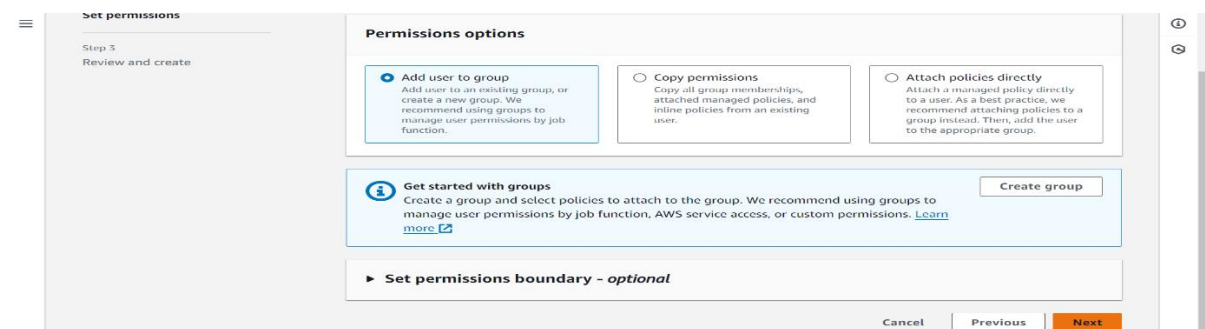 Set permissions
Step 3
Review and create
Permissions options
Add user to group
Add user to an existing group, or
create a new group. We
recommend using groups to
manage user permissions by job
function.
Copy permissions
Copy all group memberships,
attached managed policies, and
inline policies from an existing
user.
Attach policies directly
Attach a managed policy directly
to a user. As a best practice, we
recommend attaching policies to a
group instead. Then, add the user
to the appropriate group.
Get started with groups
Create a group and select policies to attach to the group. We recommend using groups to
manage user permissions by job function, AWS service access, or custom permissions. Learn
more
Create group
Set permissions boundary - optional
Cancel
Previous
Next